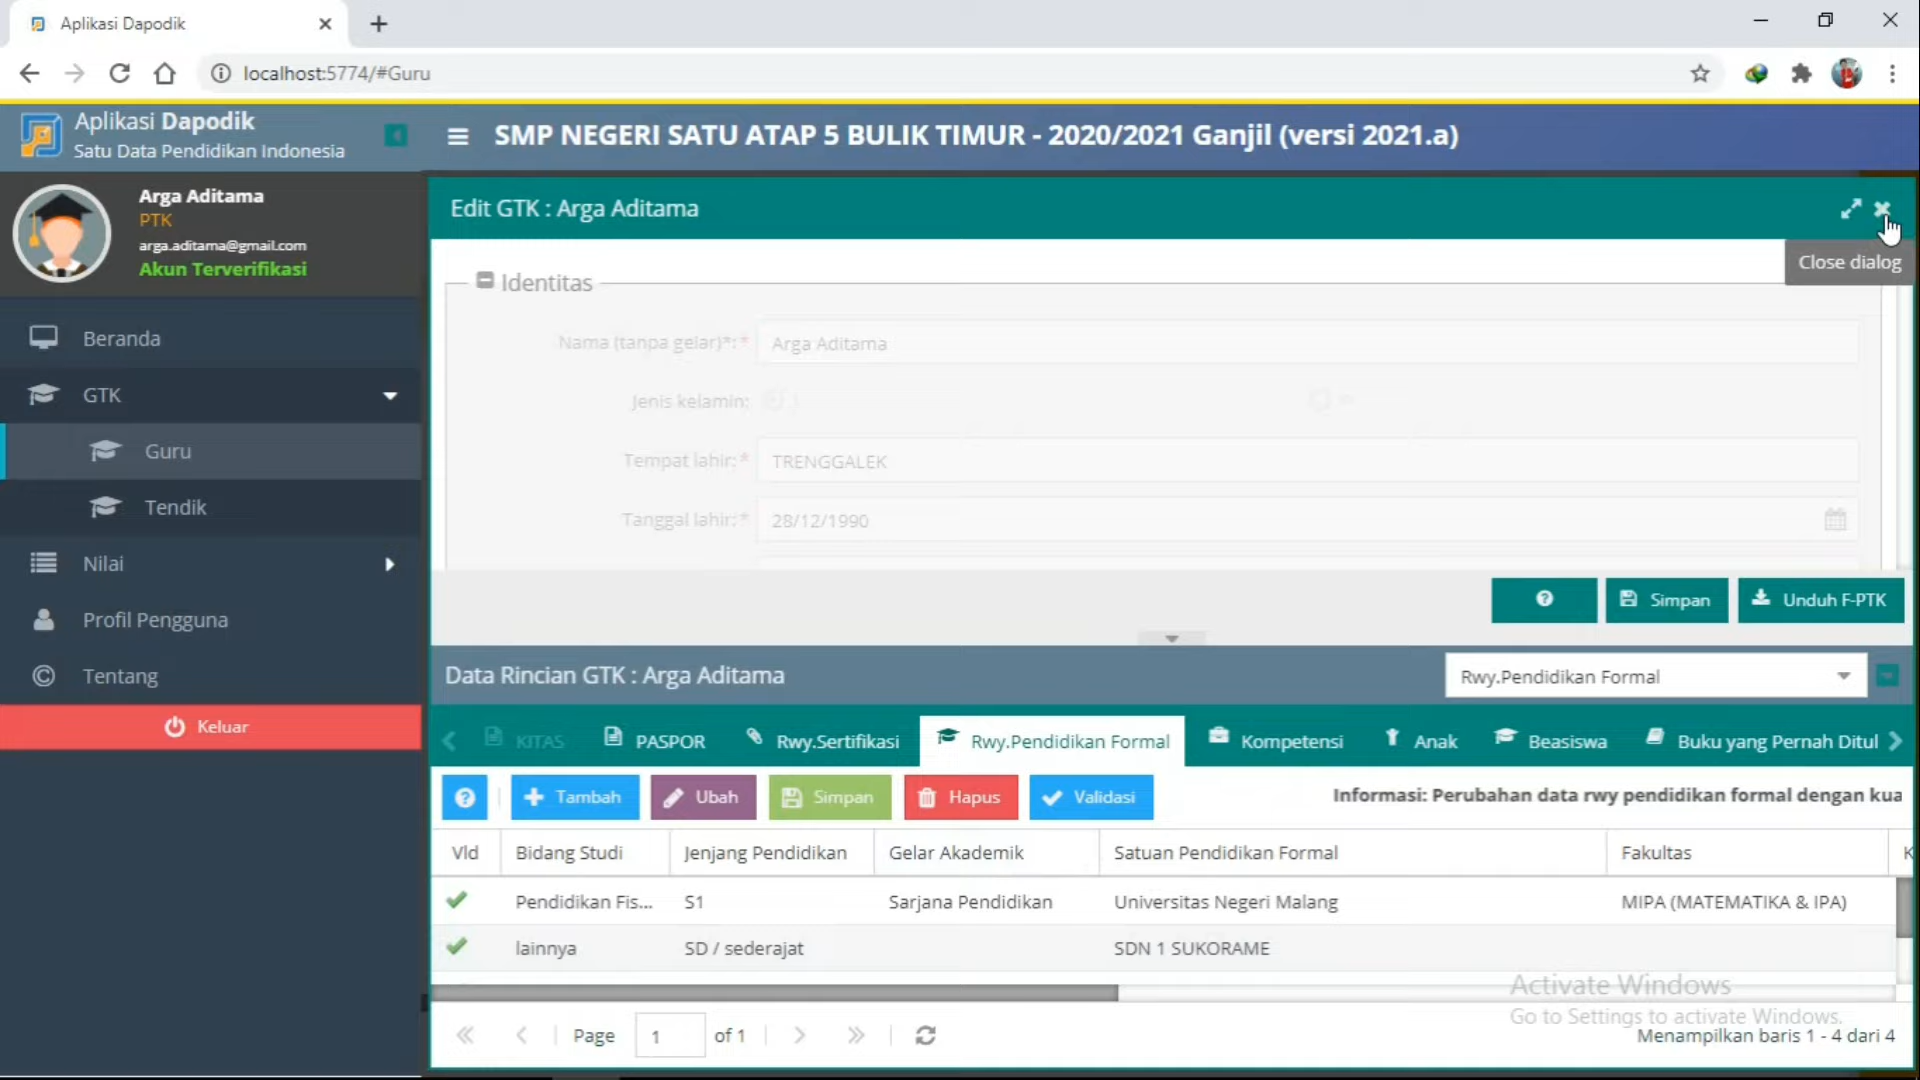 Aplikasi Dapodik
localhost:5774/#Guru
Aplikasi Dapodik
Satu Data Pendidikan Indonesia
SMP NEGERI SATU ATAP 5 BULIK TIMUR - 2020/2021 Ganjil (versi 2021.a)
Arga Aditama
PTK
arga.aditama@gmail.com
Akun Terverifikasi
Beranda
GTK
Guru
Tendik
Nilai
Profil Pengguna
Tentang
Keluar
Edit GTK : Arga Aditama
Close dialog
Identitas
Nama (tanpa gelar)*:* Arga Aditama
Jenis kelamin:
Tempat lahir:* TRENGGALEK
Tanggal lahir:* 28/12/1990
Simpan Unduh F-PTK
Data Rincian GTK : Arga Aditama Rwy.Pendidikan Formal
KITAS PASPOR Rwy.Sertifikasi Rwy.Pendidikan Formal Kompetensi Anak Beasiswa Buku yang Pernah Ditul
Tambah Ubah Simpan Hapus Validasi Informasi: Perubahan data rwy pendidikan formal dengan kua
Vld Bidang Studi Jenjang Pendidikan Gelar Akademik Satuan Pendidikan Formal Fakultas K
Pendidikan Fis... S1 Sarjana Pendidikan Universitas Negeri Malang MIPA (MATEMATIKA & IPA)
lainnya SD / sederajat SDN 1 SUKORAME
Activate Windows
Go to Settings to activate Windows.
Page 1 of 1 Menampilkan baris 1 - 4 dari 4